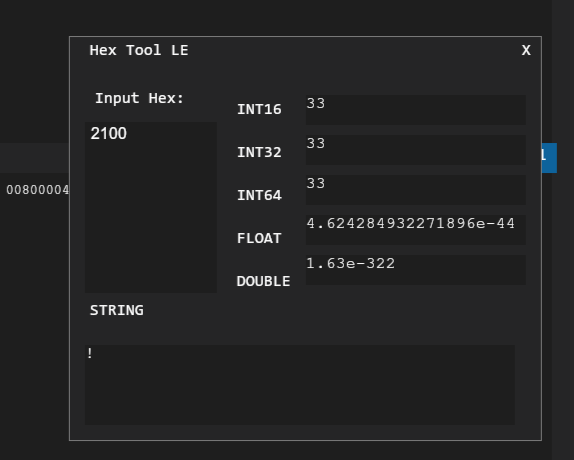 Hex Tool LE X
Input Hex:
2100
INT16 33
INT32 33
INT64 33
FLOAT 4.624284932271896e-44
DOUBLE 1.63e-322
STRING
!
00800004